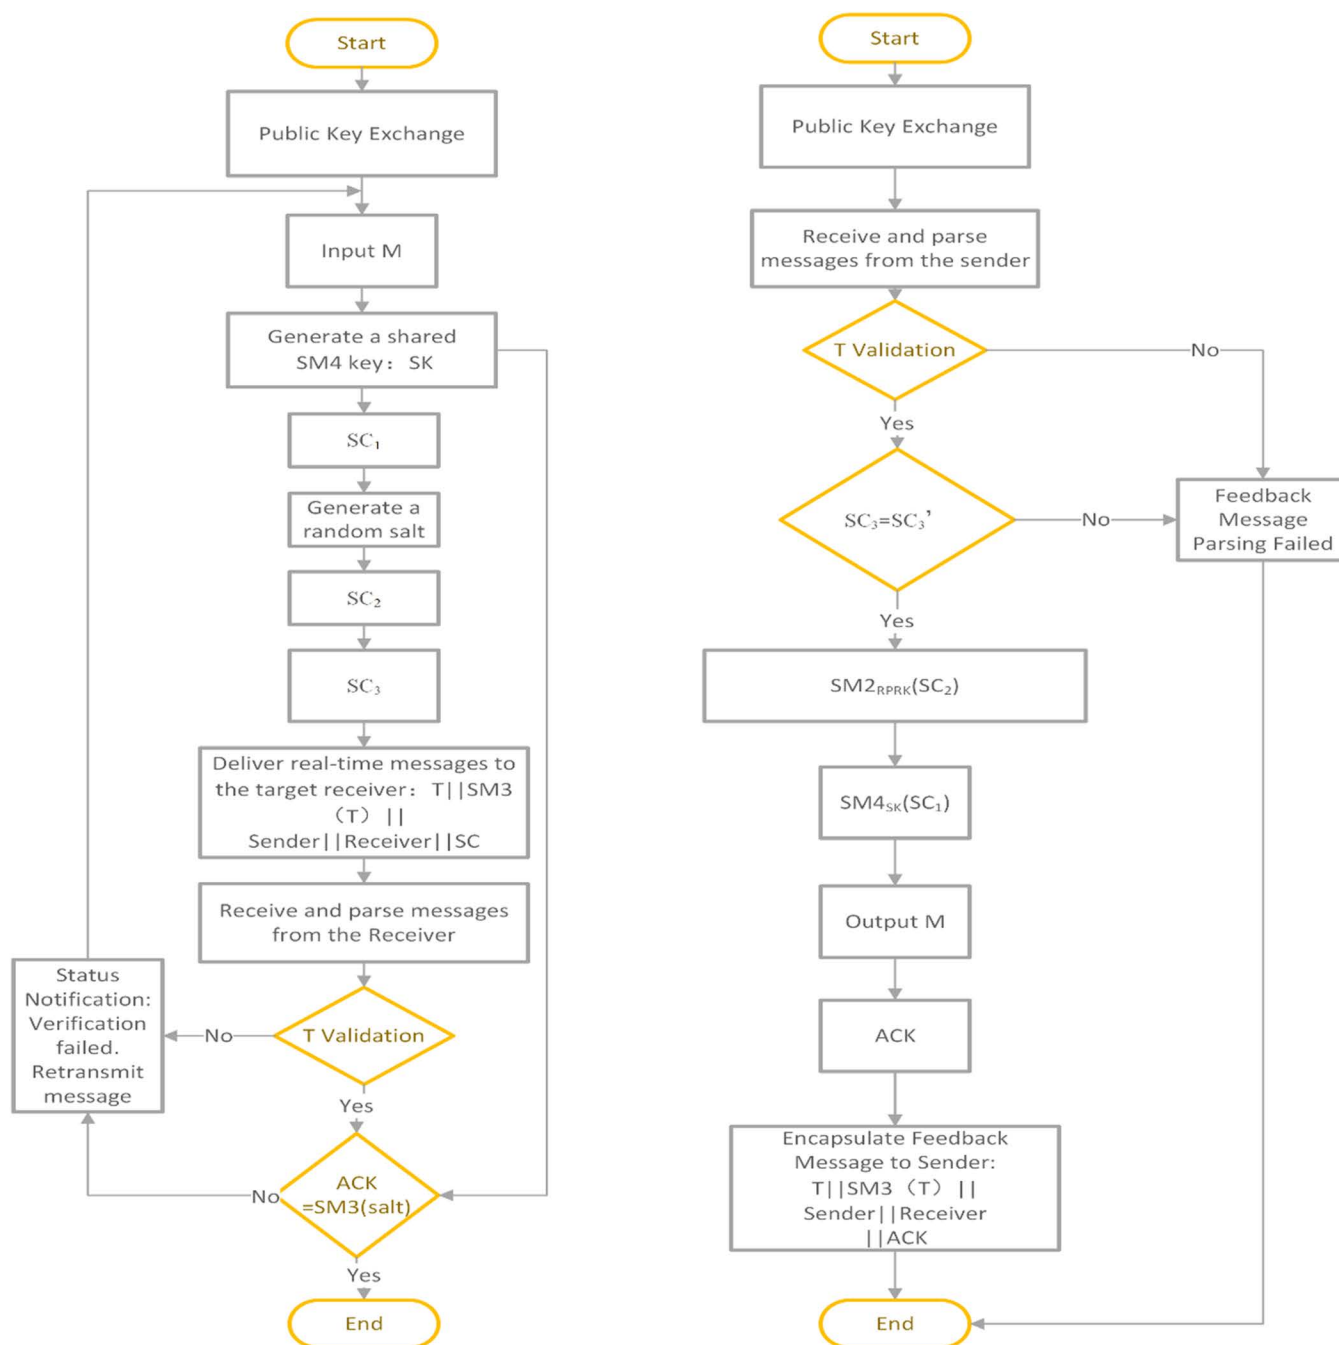 Start
Public Key Exchange
Input M
Generate a shared
SM4 key：SK
SC₁
Generate a
random salt
SC₂
SC₃
Deliver real-time messages to
the target receiver：T||SM3
（T）||
Sender||Receiver||SC
Receive and parse messages
from the Receiver
T Validation
No
Status
Notification:
Verification
failed.
Retransmit
message
Yes
ACK
=SM3(salt)
No
Yes
End
Start
Public Key Exchange
Receive and parse
messages from the sender
T Validation
No
Yes
SC₃=SC₃’
No
Feedback
Message
Parsing Failed
Yes
SM2RPRK(SC₂)
SM4SK(SC₁)
Output M
ACK
Encapsulate Feedback
Message to Sender:
T||SM3（T）||
Sender||Receiver
||ACK
End